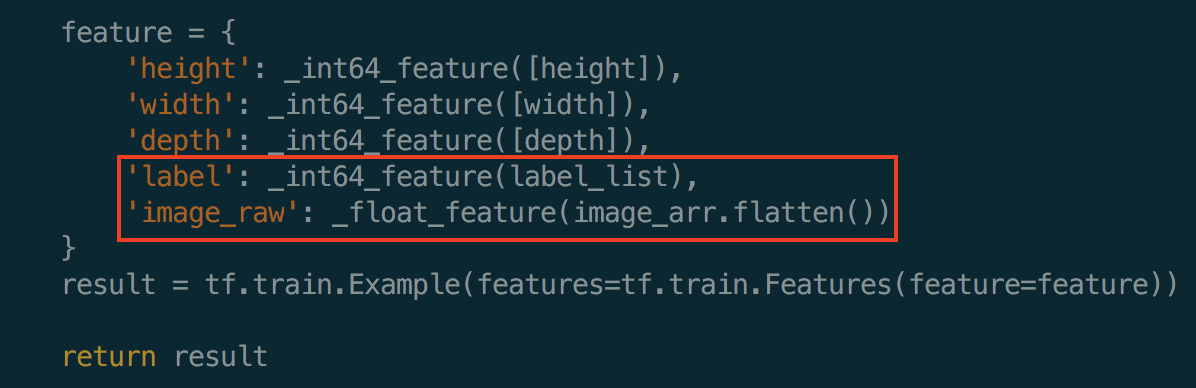 feature = {
'height': _int64_feature([height]),
'width': _int64_feature([width]),
'depth': _int64_feature([depth]),
'label': _int64_feature(label_list),
'image_raw': _float_feature(image_arr.flatten())
}
result = tf.train.Example(features=tf.train.Features(feature=feature))
return result